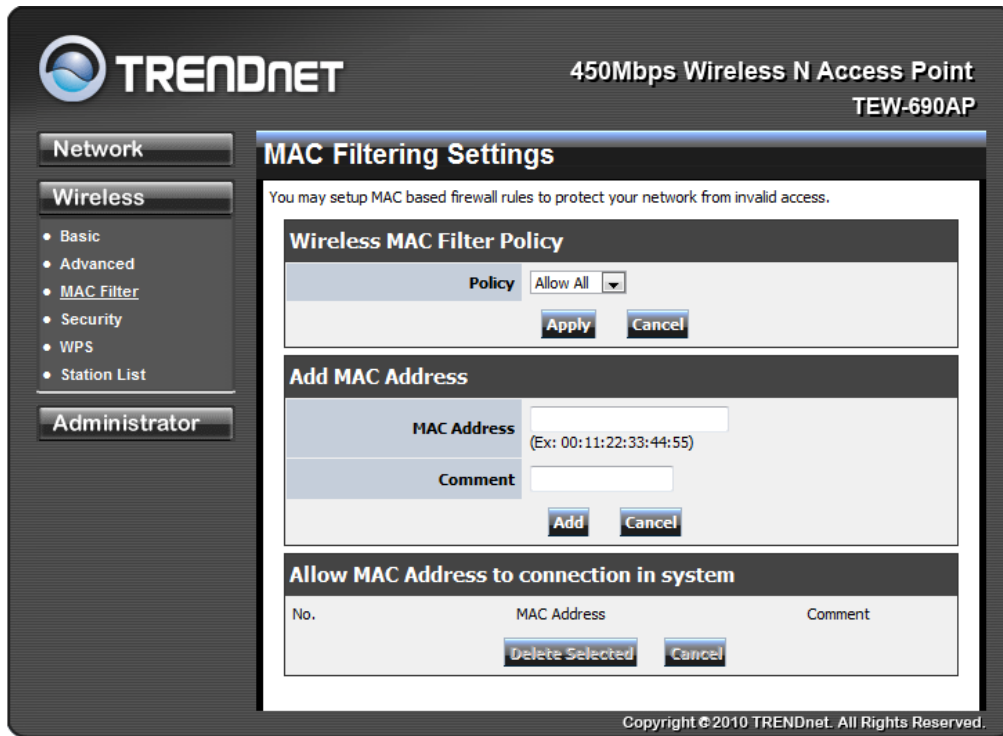 TRENDNET
450Mbps Wireless N Access Point
TEW-690AP
Network
Wireless
Basic
Advanced
MAC Filter
Security
WPS
Station List
Administrator
MAC Filtering Settings
You may setup MAC based firewall rules to protect your network from invalid access.
Wireless MAC Filter Policy
Policy Allow All
Apply Cancel
Add MAC Address
MAC Address
(Ex: 00:11:22:33:44:55)
Comment
Add Cancel
Allow MAC Address to connection in system
No. MAC Address Comment
Delete Selected Cancel
Copyright ©2010 TRENDnet. All Rights Reserved.